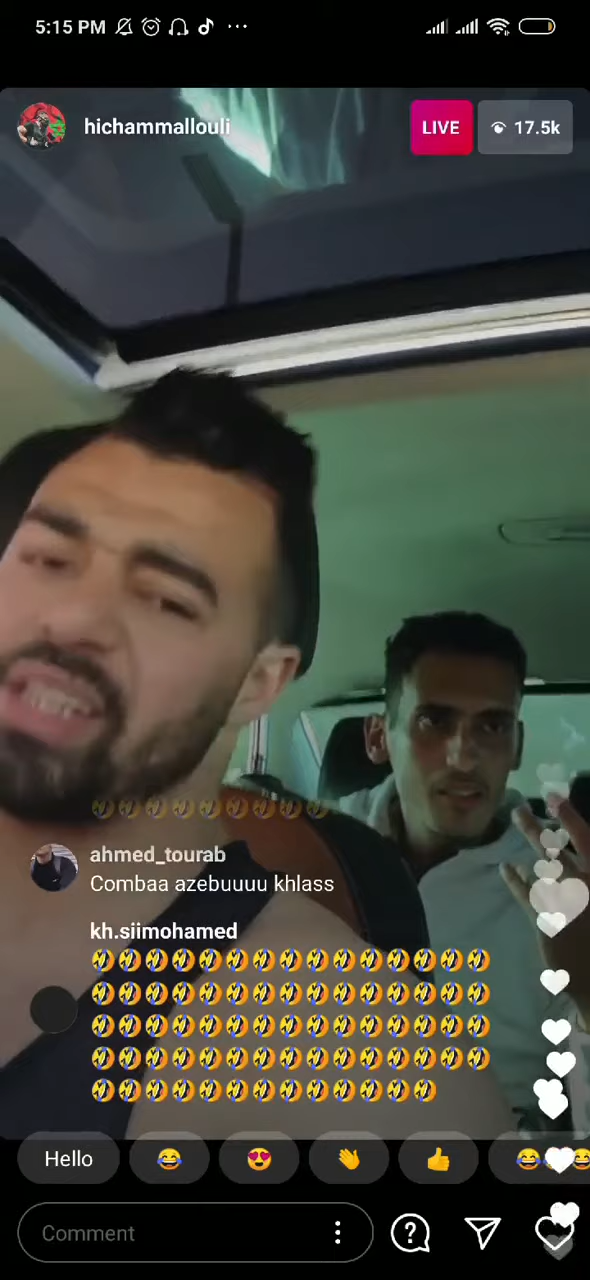 5:15 PM
hichammallouli
LIVE
17.5k
ahmed_tourab
Combaa azebuuuu khlass
kh.siimohamed
🤣🤣🤣🤣🤣🤣🤣🤣🤣🤣🤣🤣🤣🤣🤣
🤣🤣🤣🤣🤣🤣🤣🤣🤣🤣🤣🤣🤣🤣🤣
🤣🤣🤣🤣🤣🤣🤣🤣🤣🤣🤣🤣🤣🤣🤣
🤣🤣🤣🤣🤣🤣🤣🤣🤣🤣🤣🤣🤣🤣🤣
🤣🤣🤣🤣🤣🤣🤣🤣🤣🤣🤣🤣🤣
Hello 😂 😍 👏 👍 😂
Comment